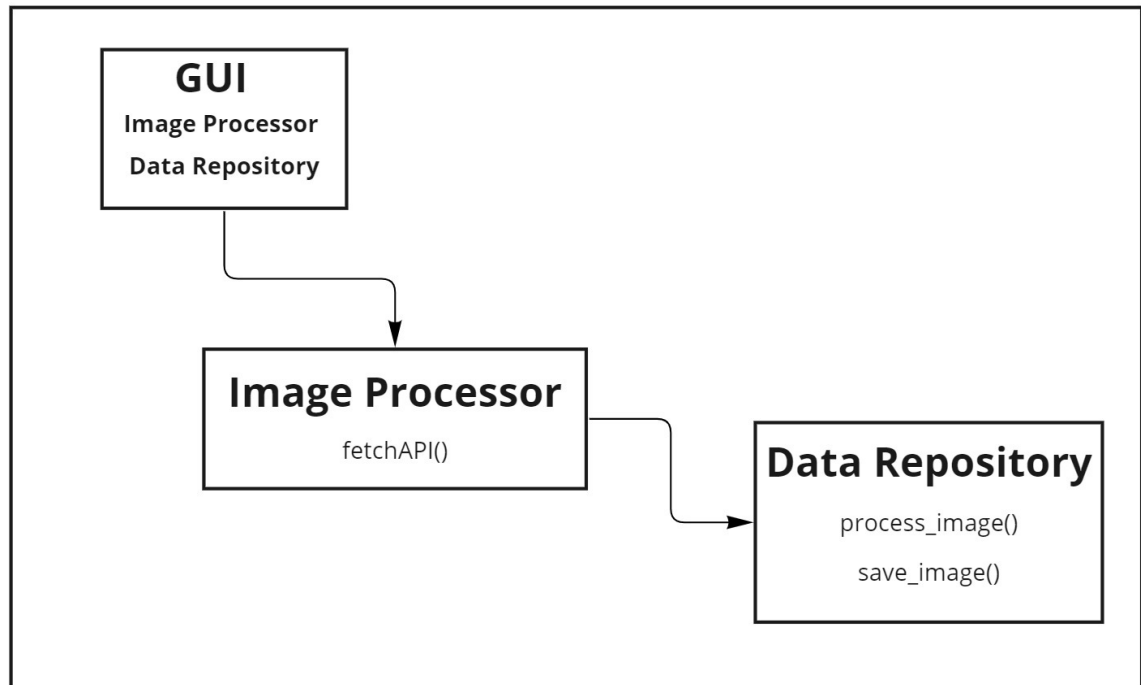 GUI
Image Processor
Data Repository
Image Processor
fetchAPI()
Data Repository
process_image()
save_image()